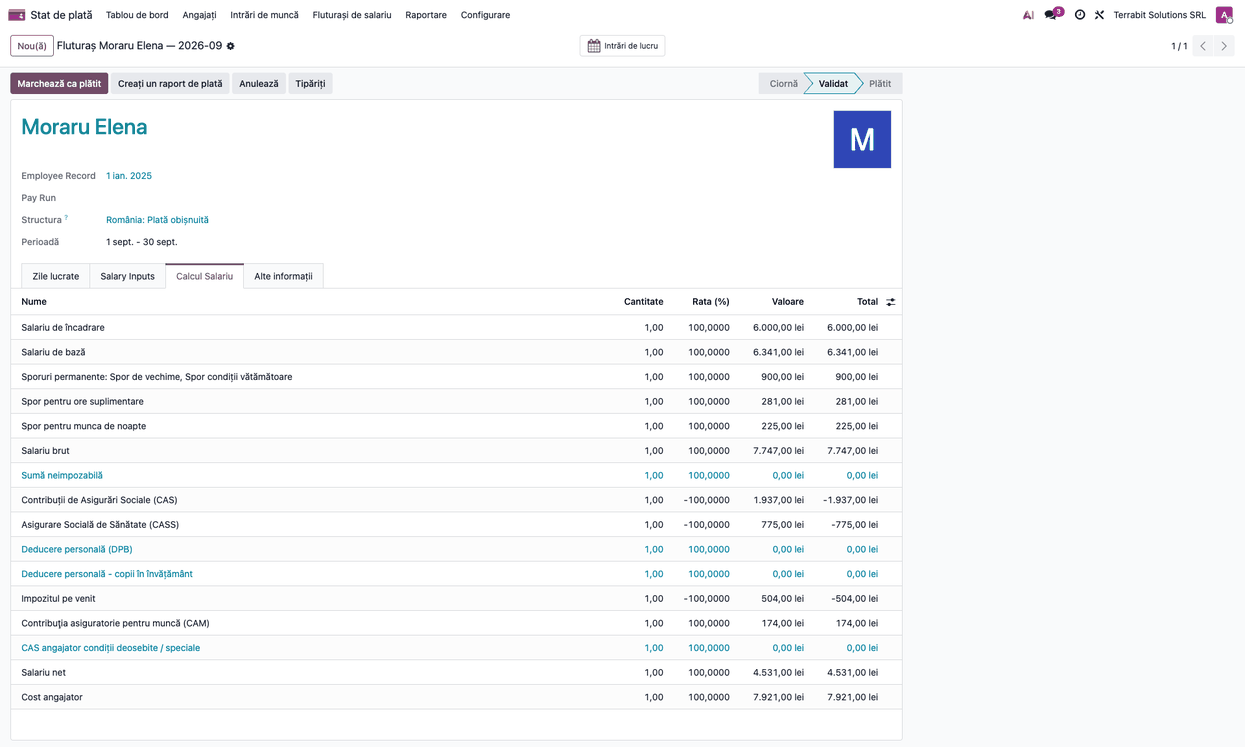 Stat de plată Tablou de bord Angajați Intrări de muncă Fluturași de salariu Raportare Configurare AI 3 Terrabit Solutions SRL A
Nou(ă) Fluturaș Moraru Elena — 2026-09 Intrări de lucru 1 / 1
Marchează ca plătit Creați un raport de plată Anulează Tipăriți Ciornă Validat Plătit
Moraru Elena M
Employee Record 1 ian. 2025
Pay Run
Structura ? România: Plată obișnuită
Perioadă 1 sept. - 30 sept.
Zile lucrate Salary Inputs Calcul Salariu Alte informații
Nume Cantitate Rata (%) Valoare Total
Salariu de încadrare 1,00 100,0000 6.000,00 lei 6.000,00 lei
Salariu de bază 1,00 100,0000 6.341,00 lei 6.341,00 lei
Sporuri permanente: Spor de vechime, Spor condiții vătămătoare 1,00 100,0000 900,00 lei 900,00 lei
Spor pentru ore suplimentare 1,00 100,0000 281,00 lei 281,00 lei
Spor pentru munca de noapte 1,00 100,0000 225,00 lei 225,00 lei
Salariu brut 1,00 100,0000 7.747,00 lei 7.747,00 lei
Sumă neimpozabilă 1,00 100,0000 0,00 lei 0,00 lei
Contribuții de Asigurări Sociale (CAS) 1,00 -100,0000 1.937,00 lei -1.937,00 lei
Asigurare Socială de Sănătate (CASS) 1,00 -100,0000 775,00 lei -775,00 lei
Deducere personală (DPB) 1,00 100,0000 0,00 lei 0,00 lei
Deducere personală - copii în învățământ 1,00 100,0000 0,00 lei 0,00 lei
Impozitul pe venit 1,00 -100,0000 504,00 lei -504,00 lei
Contribuția asiguratorie pentru muncă (CAM) 1,00 100,0000 174,00 lei 174,00 lei
CAS angajator condiții deosebite / speciale 1,00 100,0000 0,00 lei 0,00 lei
Salariu net 1,00 100,0000 4.531,00 lei 4.531,00 lei
Cost angajator 1,00 100,0000 7.921,00 lei 7.921,00 lei